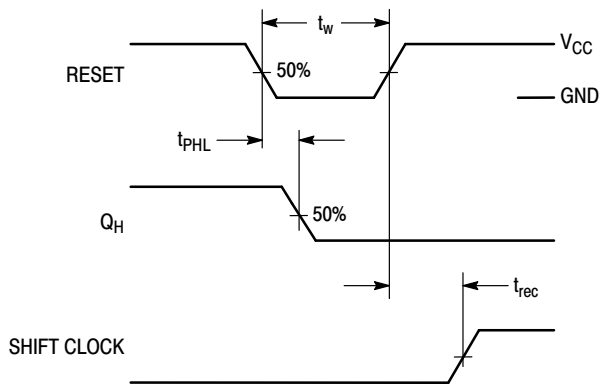 t_w
V_CC
RESET
50%
GND
t_PHL
Q_H
50%
t_rec
SHIFT CLOCK